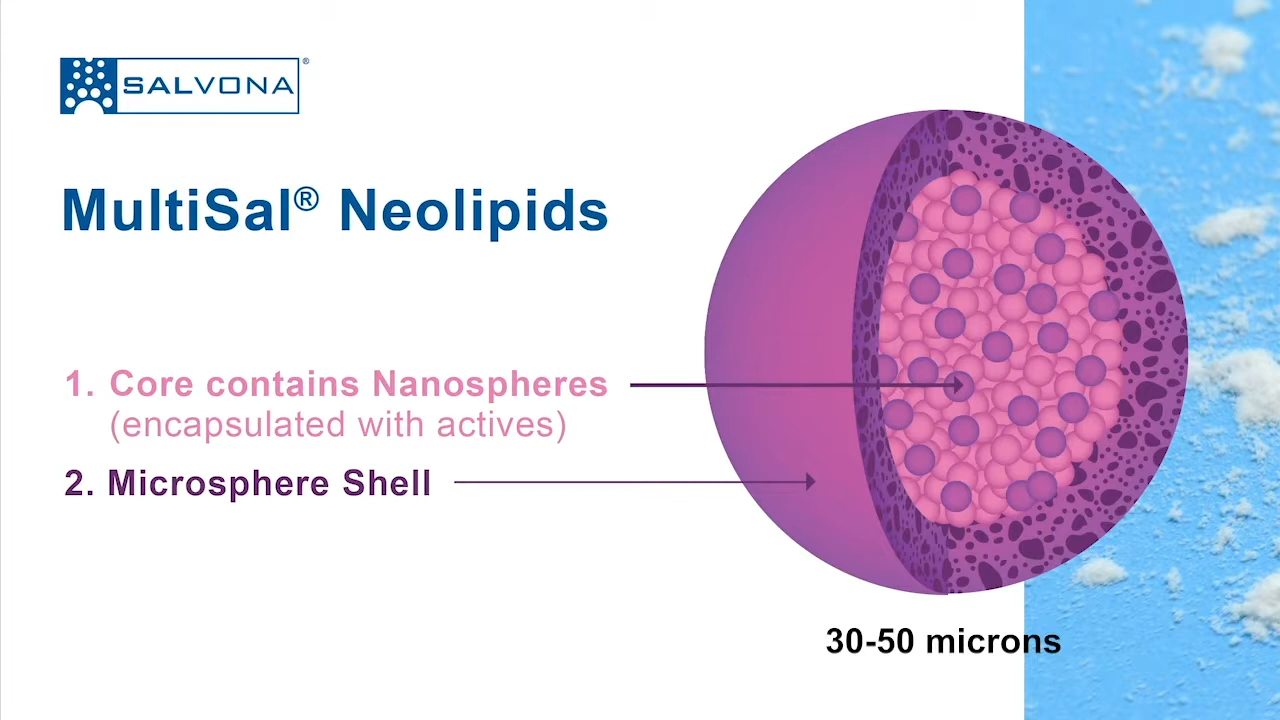 SALVONA®
MultiSal® Neolipids
1. Core contains Nanospheres
(encapsulated with actives)
2. Microsphere Shell
30-50 microns